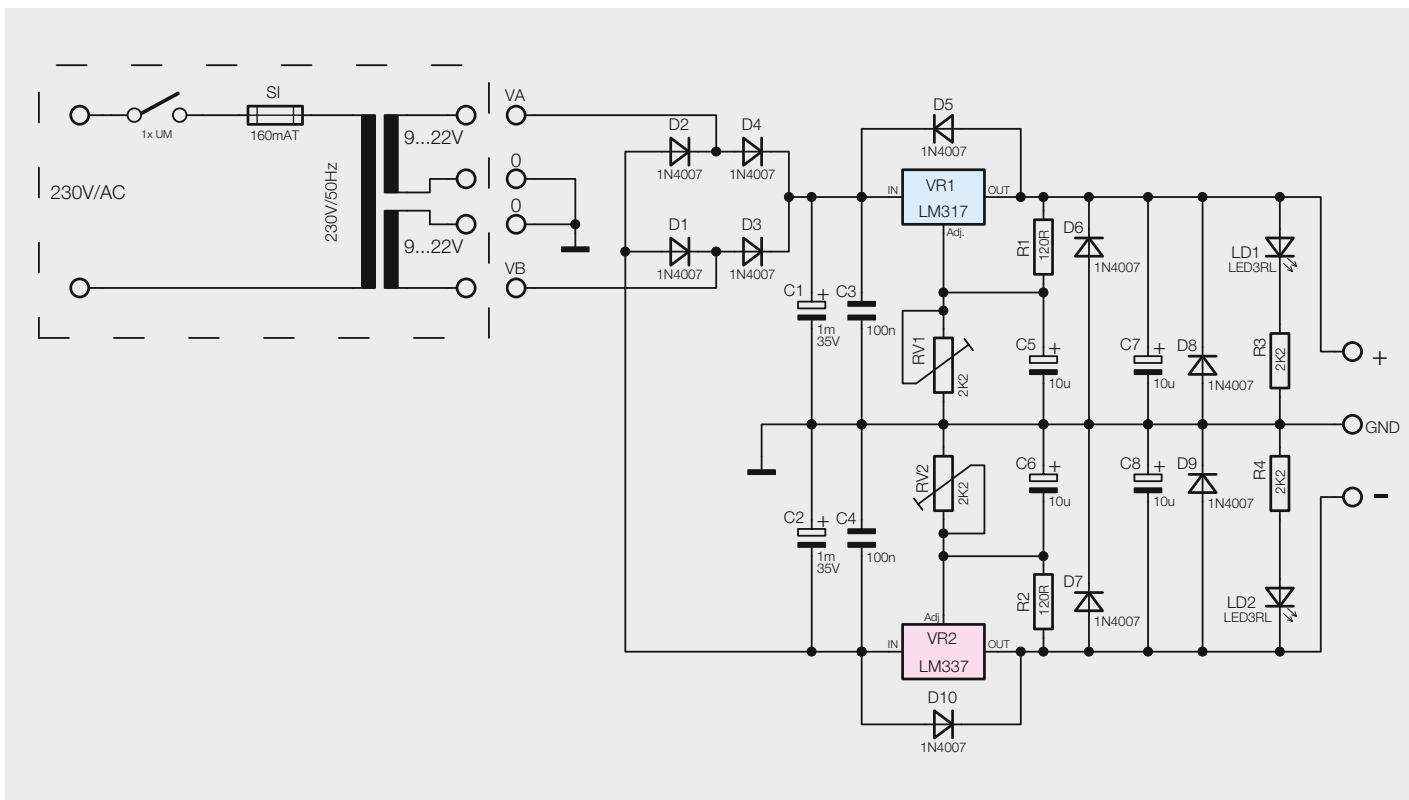 SI
1x UM
160mAT
230V/AC
230V/50Hz
9...22V
9...22V
VA
0
0
VB
D2
1N4007
D4
1N4007
D1
1N4007
D3
1N4007
D5
1N4007
IN
VR1
LM317
OUT
Adj.
C1
+
1m
35V
C3
100n
R1
120R
D6
1N4007
RV1
2K2
C5
+
10u
C7
+
10u
D8
1N4007
LD1
LED3RL
R3
2K2
+
GND
-
C2
+
1m
35V
C4
100n
RV2
2K2
C6
+
10u
C8
+
10u
D9
1N4007
R4
2K2
R2
120R
D7
1N4007
LD2
LED3RL
Adj.
IN
VR2
LM337
OUT
D10
1N4007